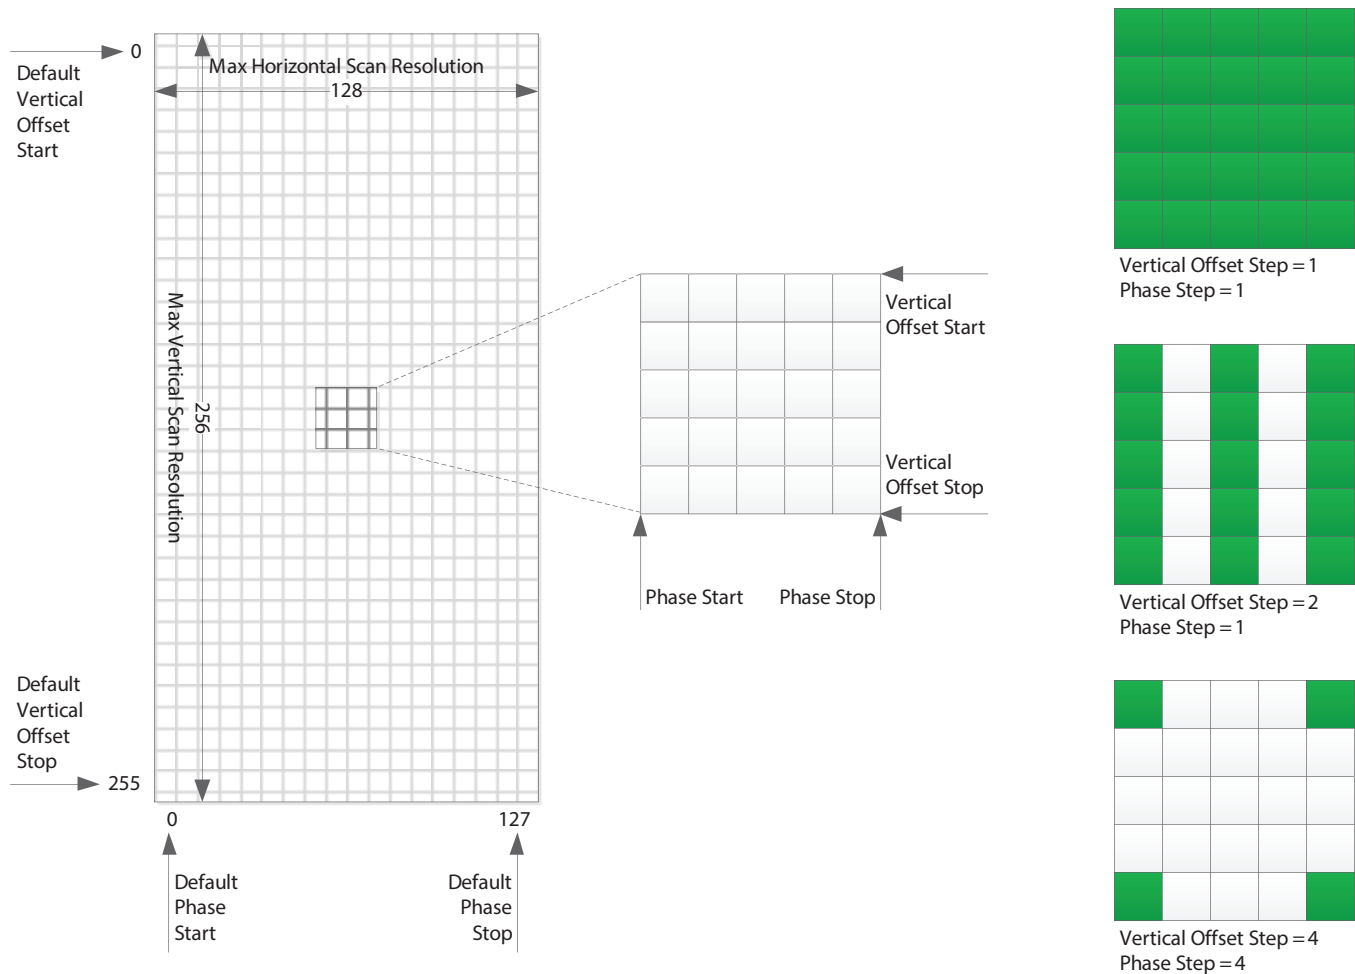 0
Default
Vertical
Offset
Start
Max Horizontal Scan Resolution
128
Max Vertical Scan Resolution
256
Default
Vertical
Offset
Stop
255
0
127
Default
Phase
Start
Default
Phase
Stop
Vertical
Offset Start
Vertical
Offset Stop
Phase Start
Phase Stop
Vertical Offset Step = 1
Phase Step = 1
Vertical Offset Step = 2
Phase Step = 1
Vertical Offset Step = 4
Phase Step = 4